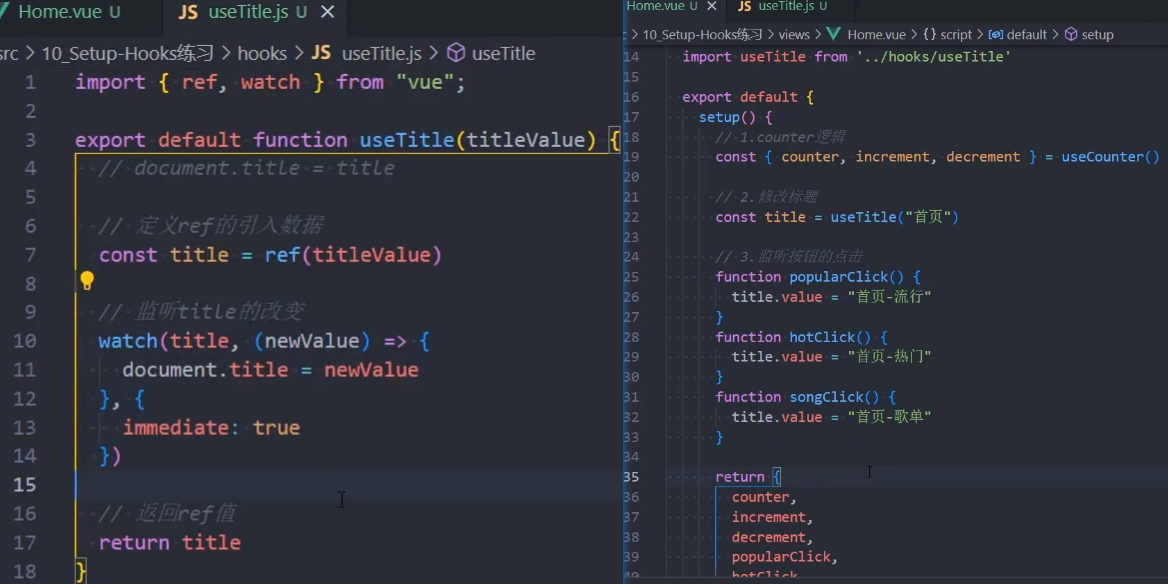 Home.vue U
JS useTitle.js U ×
src > 10_Setup-Hooks练习 > hooks > JS useTitle.js > useTitle
1 import { ref, watch } from "vue";
2
3 export default function useTitle(titleValue) {
4 // document.title = title
5
6 // 定义ref的引入数据
7 const title = ref(titleValue)
8
9 // 监听title的改变
10 watch(title, (newValue) => {
11 document.title = newValue
12 }, {
13 immediate: true
14 })
15
16 // 返回ref值
17 return title
18 }
Home.vue U ×
JS useTitle.js U
> 10_Setup-Hooks练习 > views > Home.vue > {} script > default > setup
14 import useTitle from '../hooks/useTitle'
15
16 export default {
17 setup() {
18 // 1.counter逻辑
19 const { counter, increment, decrement } = useCounter()
20
21 // 2.修改标题
22 const title = useTitle("首页")
23
24 // 3.监听按钮的点击
25 function popularClick() {
26 title.value = "首页-流行"
27 }
28 function hotClick() {
29 title.value = "首页-热门"
30 }
31 function songClick() {
32 title.value = "首页-歌单"
33 }
34
35 return {
36 counter,
37 increment,
38 decrement,
39 popularClick,
40 hotClick